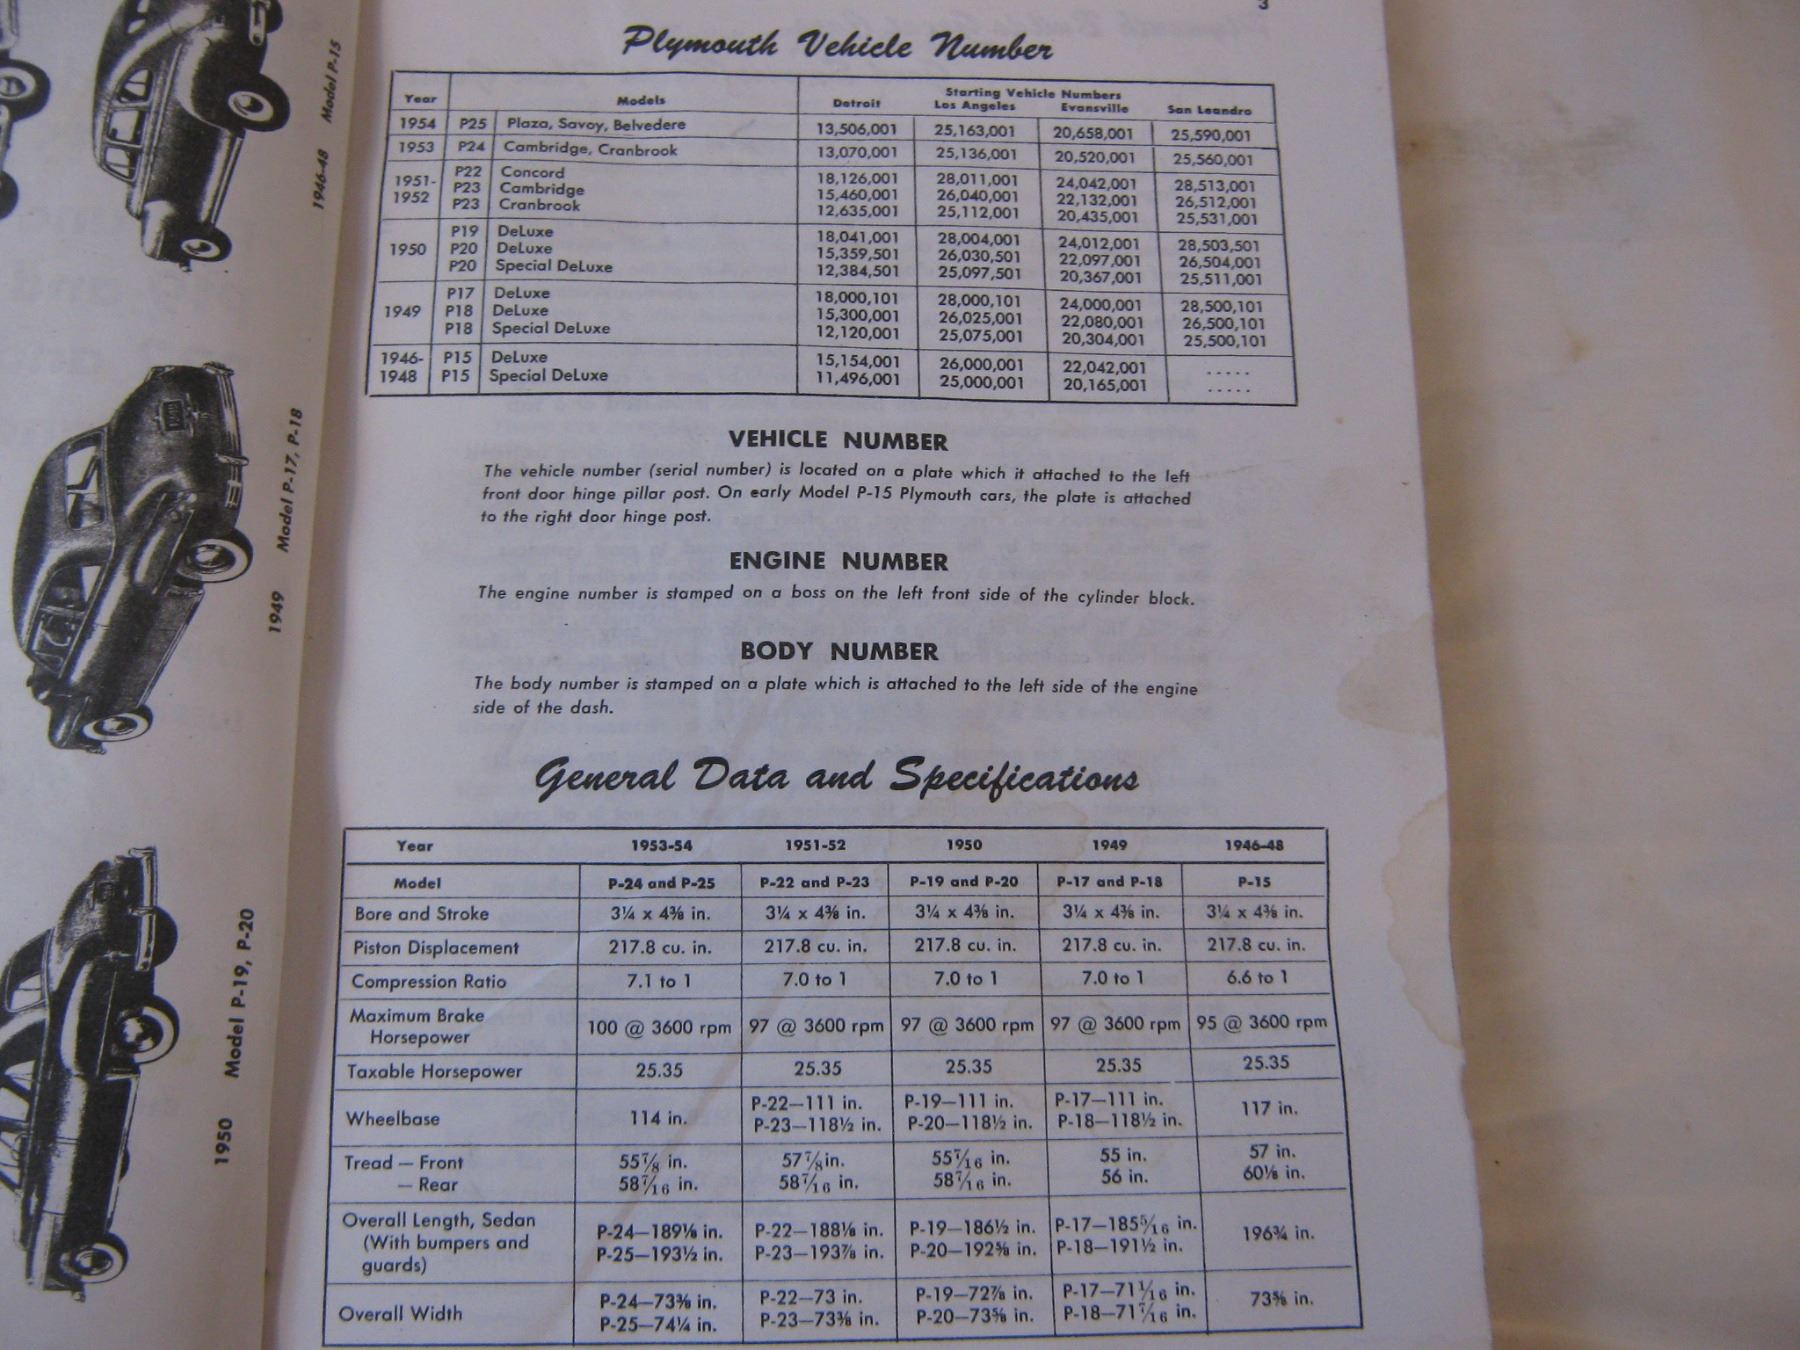 3
Plymouth Vehicle Number
Year Models Starting Vehicle Numbers
Detroit Los Angeles Evansville San Leandro
1954 P25 Plaza, Savoy, Belvedere 13,506,001 25,163,001 20,658,001 25,590,001
1953 P24 Cambridge, Cranbrook 13,070,001 25,136,001 20,520,001 25,560,001
1951-1952 P22 Concord 18,126,001 28,011,001 24,042,001 28,513,001
P23 Cambridge 15,460,001 26,040,001 22,132,001 26,512,001
P23 Cranbrook 12,635,001 25,112,001 20,435,001 25,531,001
1950 P19 DeLuxe 18,041,001 28,004,001 24,012,001 28,503,501
P20 DeLuxe 15,359,501 26,030,501 22,097,001 26,504,001
P20 Special DeLuxe 12,384,501 25,097,501 20,367,001 25,511,001
1949 P17 DeLuxe 18,000,101 28,000,101 24,000,001 28,500,101
P18 DeLuxe 15,300,001 26,025,001 22,080,001 26,500,101
P18 Special DeLuxe 12,120,001 25,075,001 20,304,001 25,500,101
1946- P15 DeLuxe 15,154,001 26,000,001 22,042,001 .....
1948 P15 Special DeLuxe 11,496,001 25,000,001 20,165,001 .....
VEHICLE NUMBER
The vehicle number (serial number) is located on a plate which it attached to the left
front door hinge pillar post. On early Model P-15 Plymouth cars, the plate is attached
to the right door hinge post.
ENGINE NUMBER
The engine number is stamped on a boss on the left front side of the cylinder block.
BODY NUMBER
The body number is stamped on a plate which is attached to the left side of the engine
side of the dash.
General Data and Specifications
Year 1953-54 1951-52 1950 1949 1946-48
Model P-24 and P-25 P-22 and P-23 P-19 and P-20 P-17 and P-18 P-15
Bore and Stroke 3¼ x 4⅜ in. 3¼ x 4⅜ in. 3¼ x 4⅜ in. 3¼ x 4⅜ in. 3¼ x 4⅜ in.
Piston Displacement 217.8 cu. in. 217.8 cu. in. 217.8 cu. in. 217.8 cu. in. 217.8 cu. in.
Compression Ratio 7.1 to 1 7.0 to 1 7.0 to 1 7.0 to 1 6.6 to 1
Maximum Brake
Horsepower 100 @ 3600 rpm 97 @ 3600 rpm 97 @ 3600 rpm 97 @ 3600 rpm 95 @ 3600 rpm
Taxable Horsepower 25.35 25.35 25.35 25.35 25.35
Wheelbase 114 in. P-22—111 in. P-19—111 in. P-17—111 in. 117 in.
P-23—118½ in. P-20—118½ in. P-18—118½ in.
Tread — Front 55⅞ in. 57⅞in. 55 7/16 in. 55 in. 57 in.
— Rear 58 7/16 in. 58 7/16 in. 58 7/16 in. 56 in. 60⅛ in.
Overall Length, Sedan
(With bumpers and
guards)
P-24—189⅛ in. P-22—188⅛ in. P-19—186½ in. P-17—185 5/16 in. 196¾ in.
P-25—193½ in. P-23—193⅞ in. P-20—192⅝ in. P-18—191½ in.
Overall Width P-24—73⅜ in. P-22—73 in. P-19—72⅞ in. P-17—71 1/16 in. 73⅝ in.
P-25—74¼ in. P-23—73⅜ in. P-20—73⅝ in. P-18—71 7/16 in.
1946-48 Model P-15
1949 Model P-17, P-18
1950 Model P-19, P-20